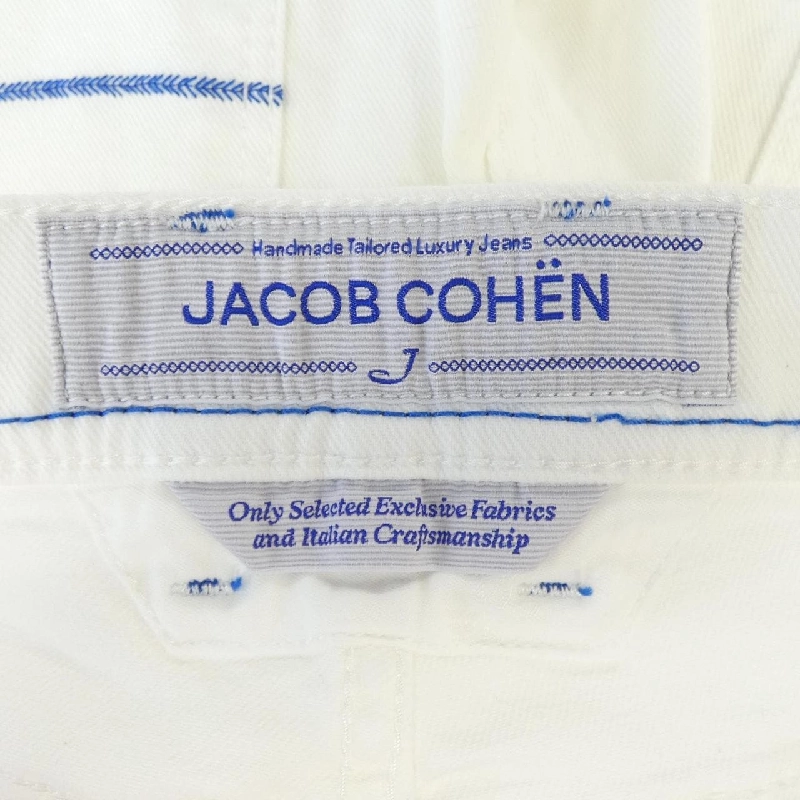 Handmade Tailored Luxury Jeans
JACOB COHËN
J
Only Selected Exclusive Fabrics
and Italian Craftsmanship